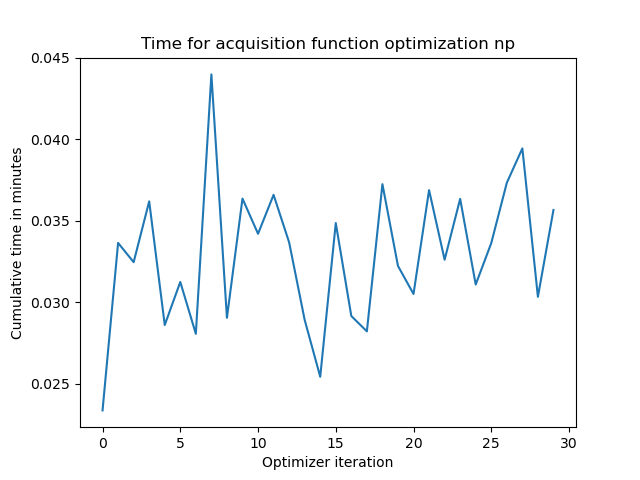 Time for acquisition function optimization np
0.045
0.040
0.035
0.030
0.025
Cumulative time in minutes
0 5 10 15 20 25 30
Optimizer iteration